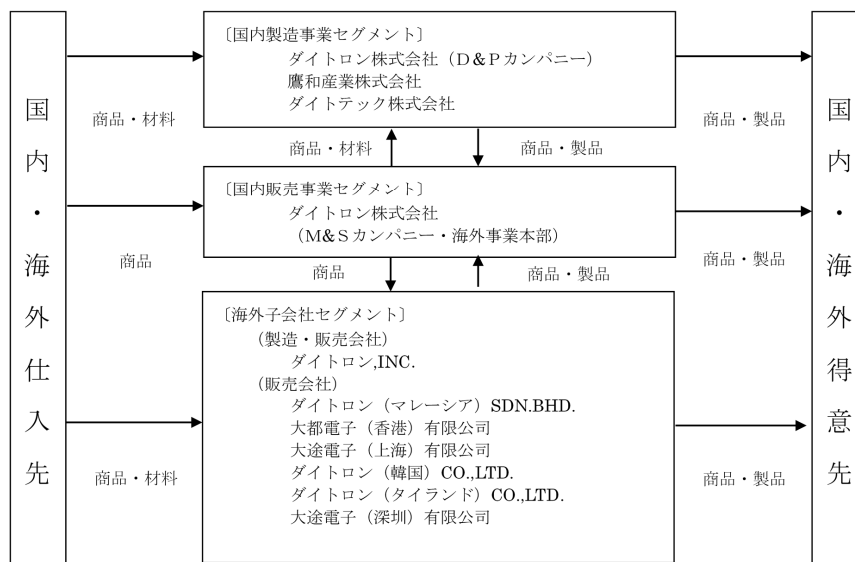 国内・海外仕入先
〔国内製造事業セグメント〕
ダイトロン株式会社（D＆Pカンパニー）
鷹和産業株式会社
ダイトテック株式会社
商品・材料
商品・製品
商品・材料
商品・製品
〔国内販売事業セグメント〕
ダイトロン株式会社
（M&Sカンパニー・海外事業本部）
商品
商品・製品
商品
商品・製品
〔海外子会社セグメント〕
（製造・販売会社）
ダイトロン,INC.
（販売会社）
ダイトロン（マレーシア）SDN.BHD.
大都電子（香港）有限公司
大途電子（上海）有限公司
ダイトロン（韓国）CO.,LTD.
ダイトロン（タイランド）CO.,LTD.
大途電子（深圳）有限公司
商品・材料
商品・製品
国内・海外得意先